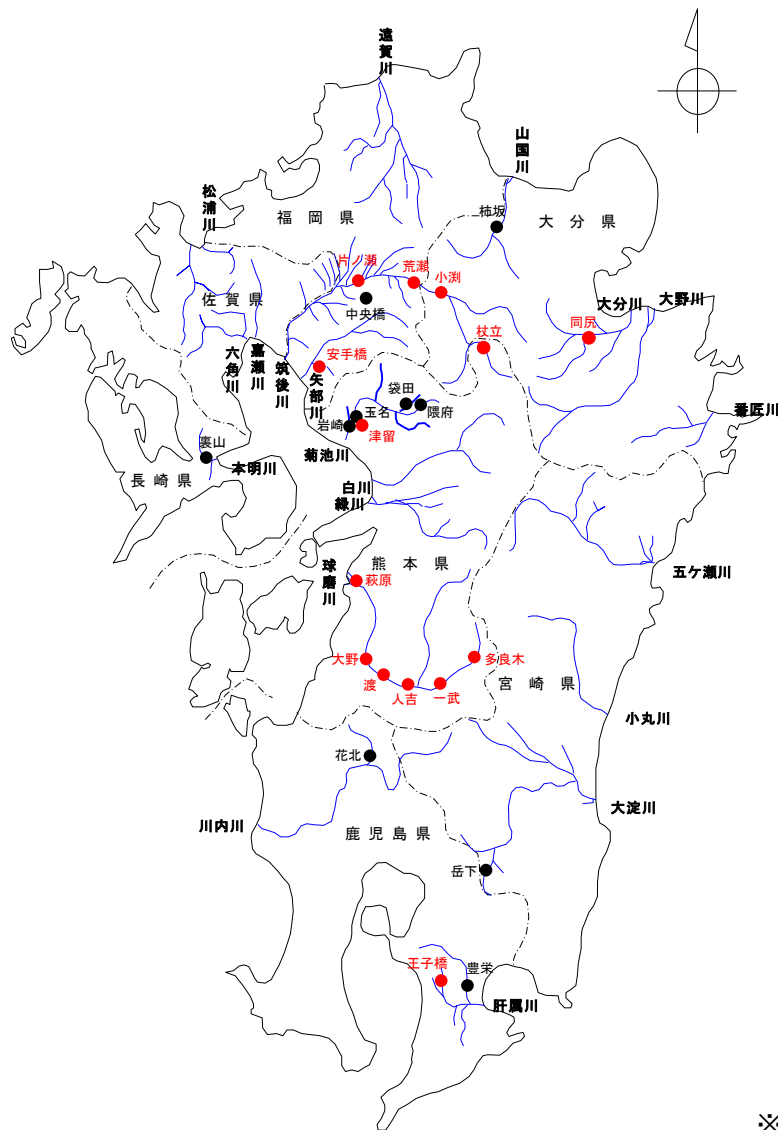 遠賀川
山国川
松浦川
福岡県
柿坂
大分県
片ノ瀬
荒瀬
小渕
佐賀県
中央橋
大分川
大野川
同尻
杖立
六角川
嘉瀬川
筑後川
安手橋
矢部川
袋田
隈府
番匠川
玉名
岩崎
津留
裏山
本明川
菊池川
長崎県
白川
緑川
熊本県
球磨川
萩原
五ケ瀬川
大野
多良木
渡
人吉
一武
宮崎県
小丸川
花北
大淀川
川内川
鹿児島県
岳下
王子橋
豊栄
肝属川
※